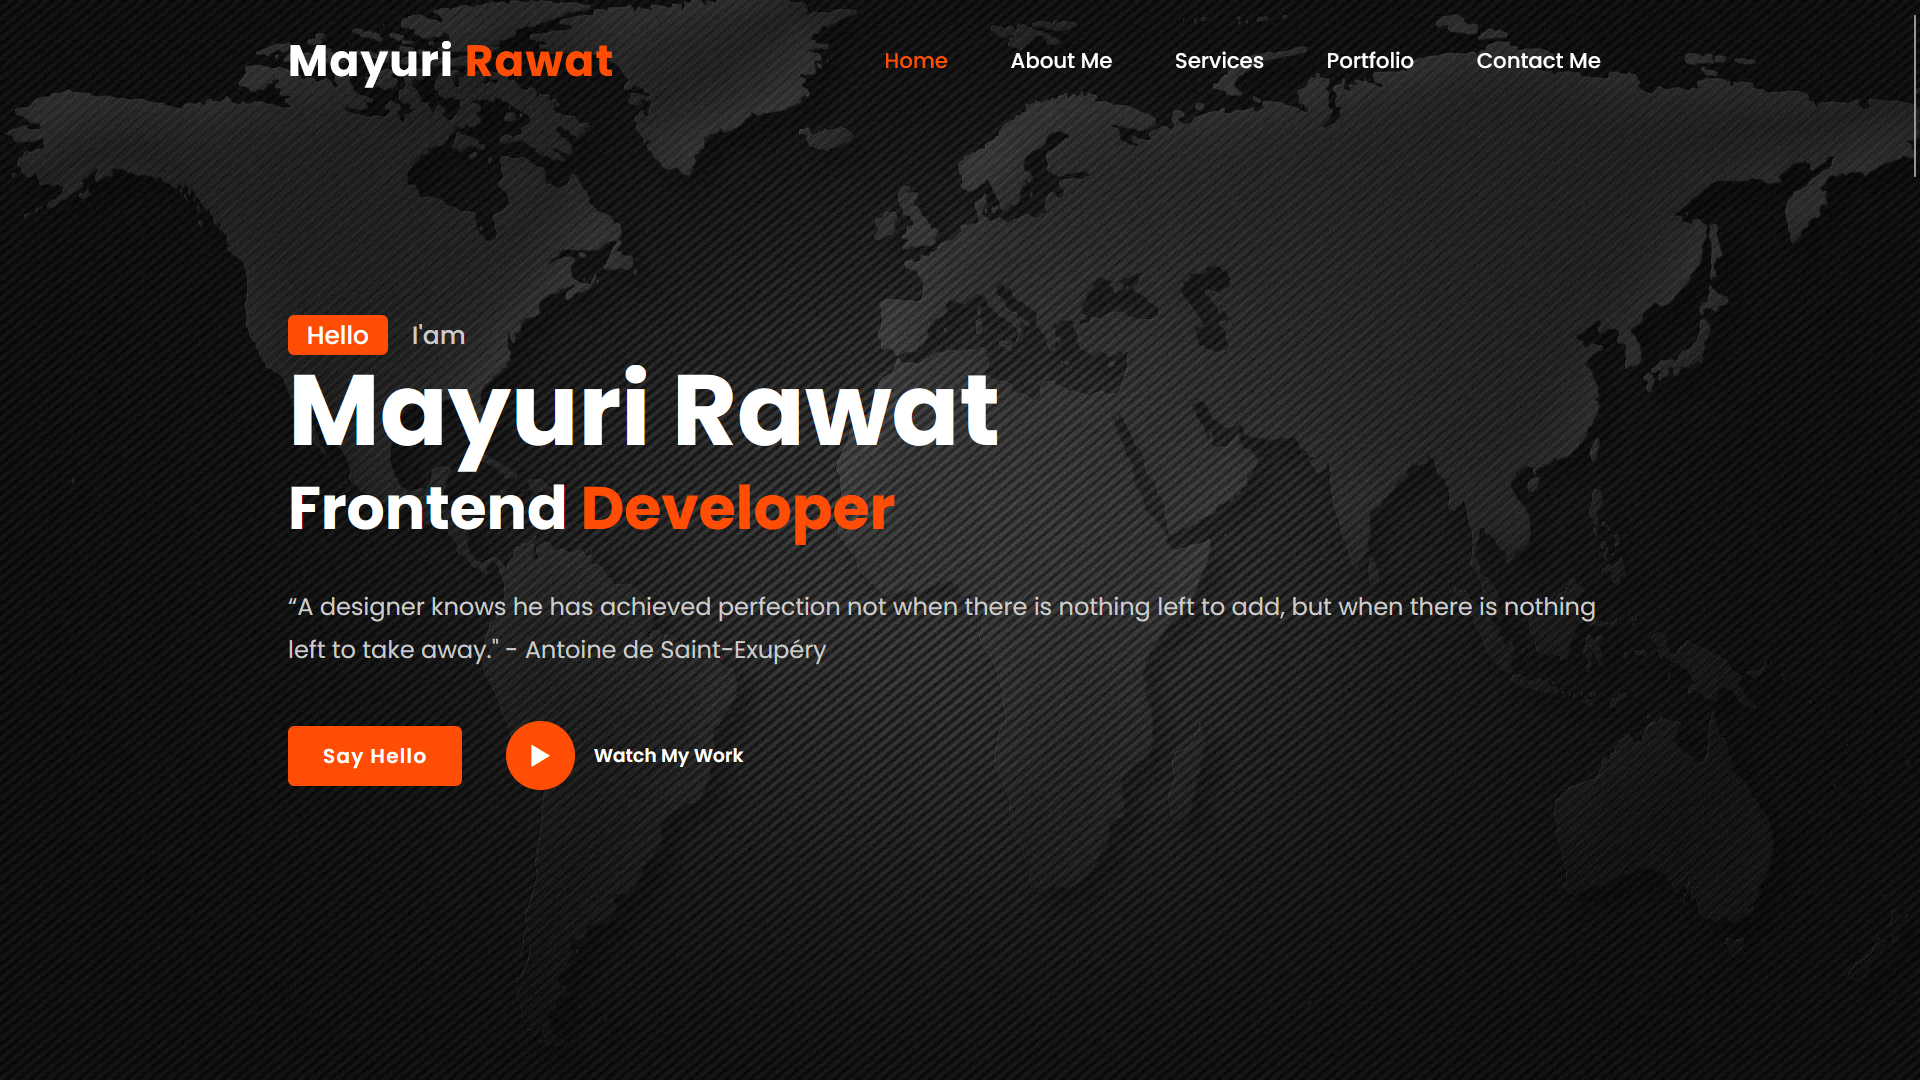 Mayuri Rawat
Home About Me Services Portfolio Contact Me
Hello I'am
Mayuri Rawat
Frontend Developer
“A designer knows he has achieved perfection not when there is nothing left to add, but when there is nothing
left to take away." - Antoine de Saint-Exupéry
Say Hello
Watch My Work